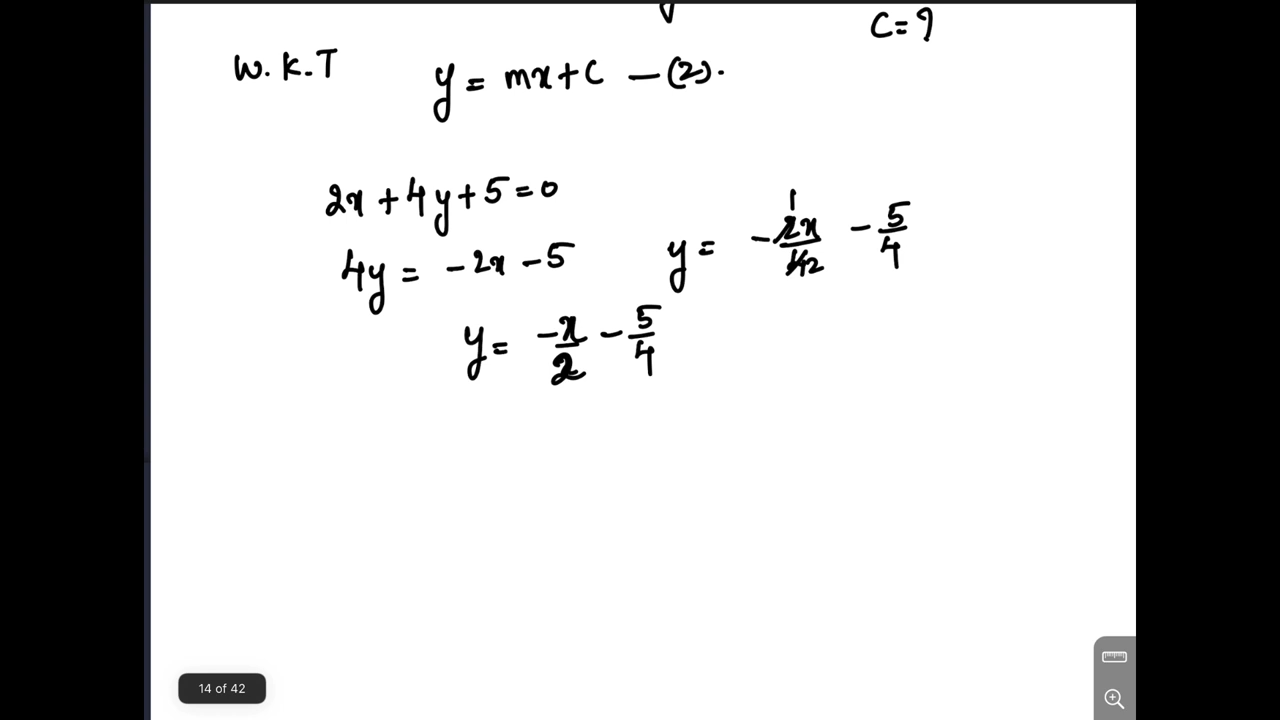 C = ?
W.K.T y = mx + c — (2).
2x + 4y + 5 = 0
4y = -2x - 5
y = -2x/4 - 5/4
1
2
y = -x/2 - 5/4
14 of 42